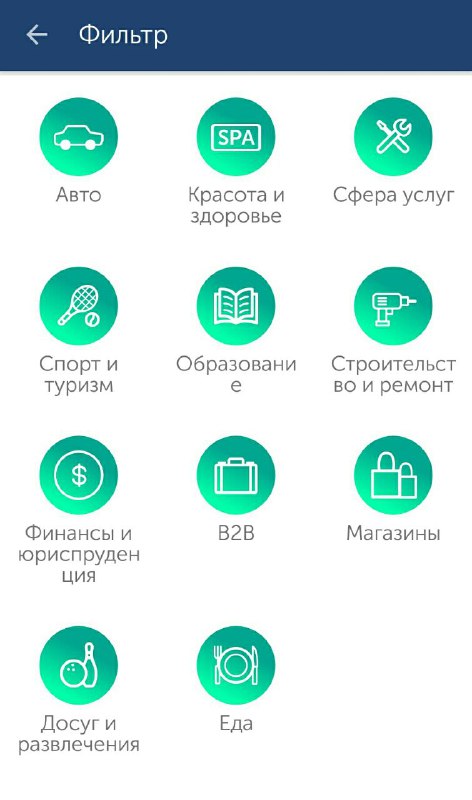 Фильтр
SPA
Авто
Красота и
здоровье
Сфера услуг
Спорт и
туризм
Образовани
е
Строительст
во и ремонт
$
Финансы и
юриспруден
ция
B2B
Магазины
Досуг и
развлечения
Еда